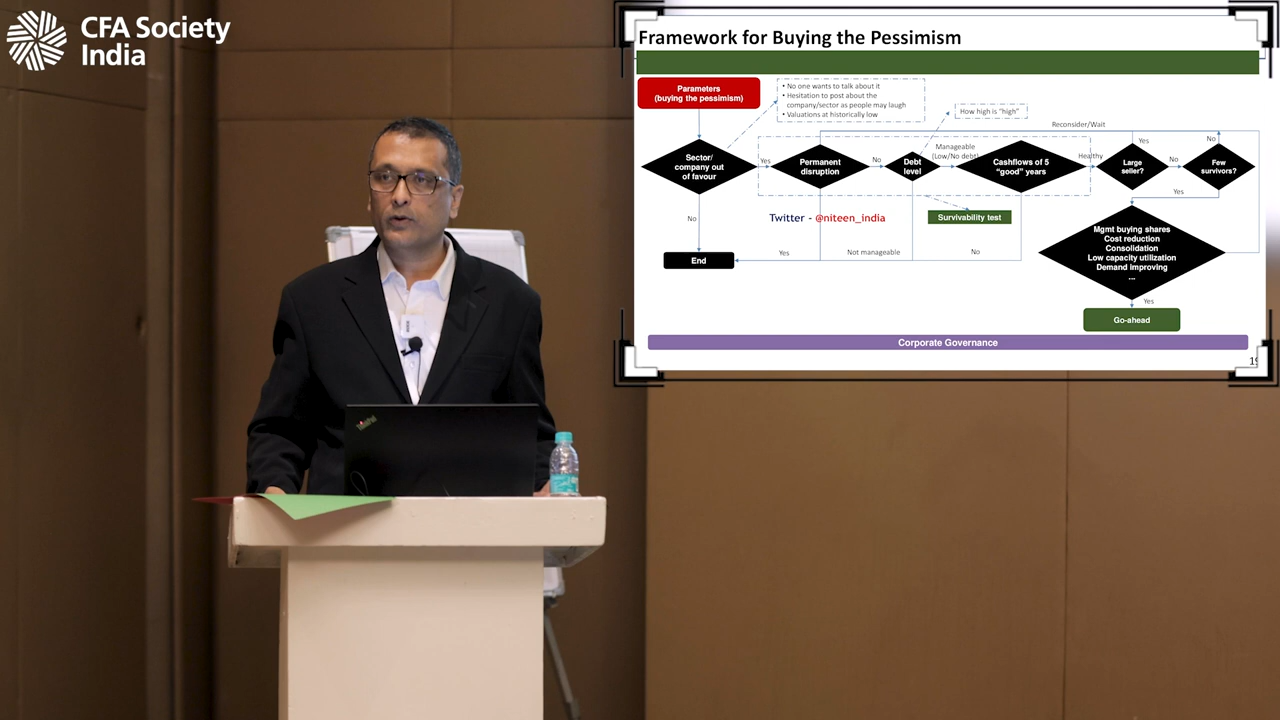 CFA Society
India
Framework for Buying the Pessimism
Parameters
(buying the pessimism)
• No one wants to talk about it
• Hesitation to post about the
company/sector as people may laugh
• Valuations at historically low
How high is “high”
Reconsider/Wait
Sector/
company out
of favour
Yes
Permanent
disruption
No
Debt
level
Manageable
(Low/No debt)
Cashflows of 5
“good” years
Healthy
Large
seller?
Yes
No
Few
survivors?
No
Yes
No
Twitter - @niteen_india
Survivability test
Mgmt buying shares
Cost reduction
Consolidation
Low capacity utilization
Demand improving
...
End
Yes
Not manageable
No
Yes
Go-ahead
Corporate Governance
ThinkPad